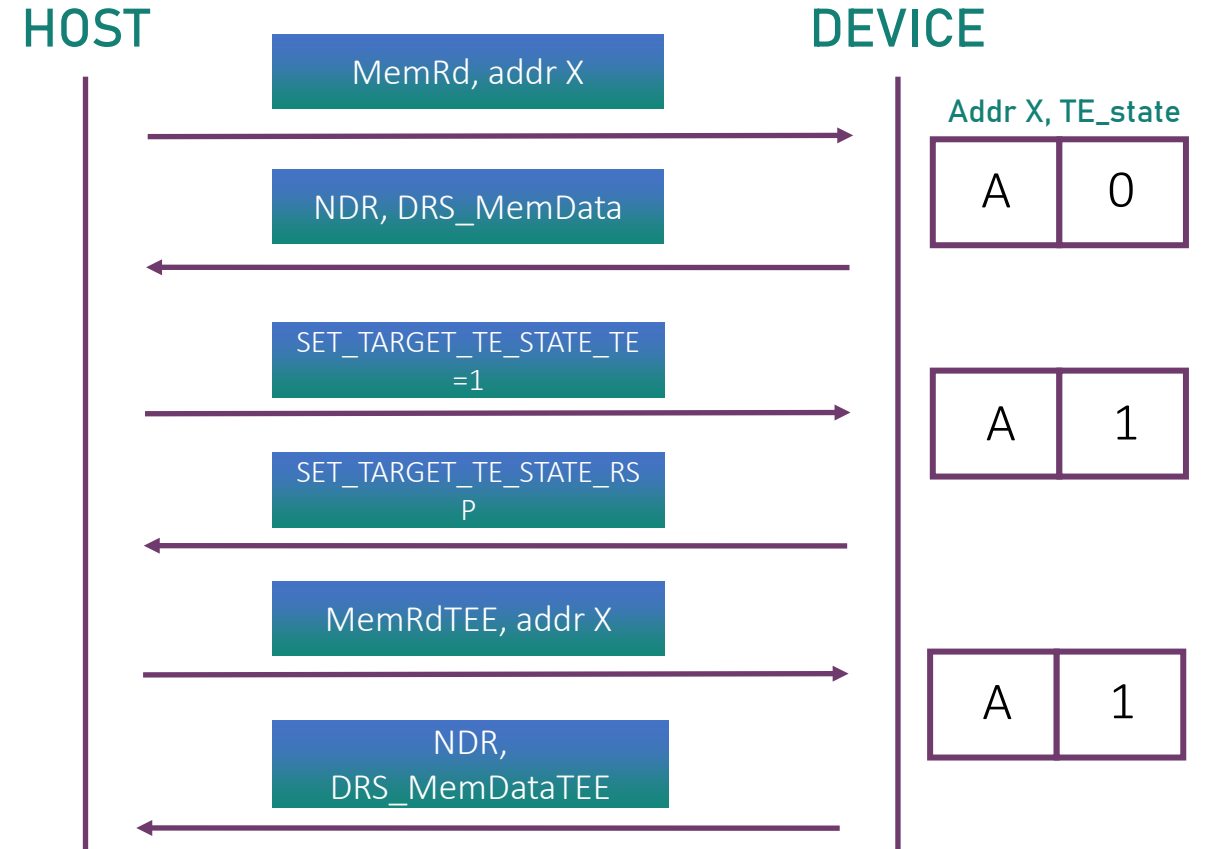 HOST
DEVICE
MemRd, addr X
Addr X, TE_state
A 0
NDR, DRS_MemData
SET_TARGET_TE_STATE_TE
=1
A 1
SET_TARGET_TE_STATE_RS
P
MemRdTEE, addr X
A 1
NDR,
DRS_MemDataTEE